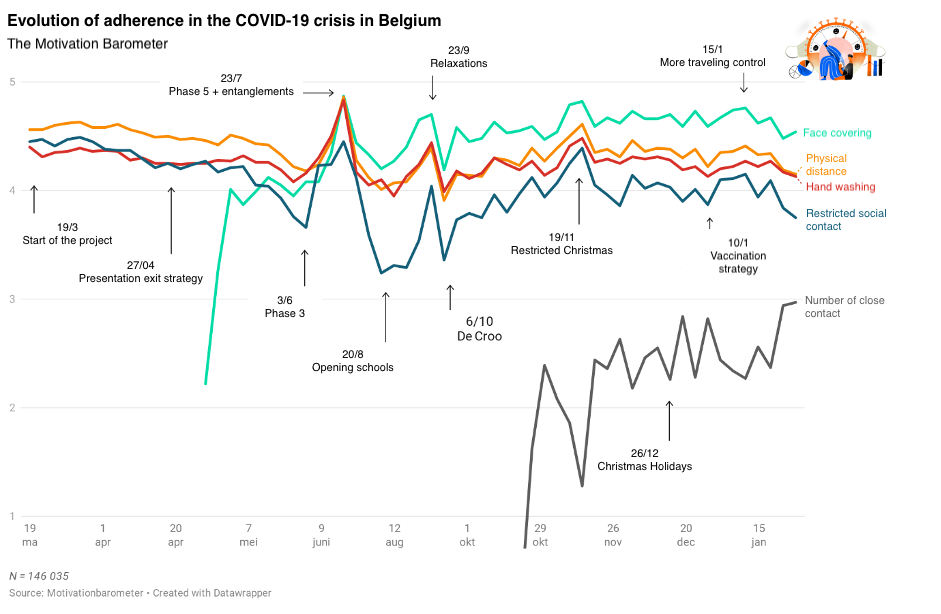 Evolution of adherence in the COVID-19 crisis in Belgium
The Motivation Barometer
23/9
Relaxations
15/1
More traveling control
23/7
Phase 5 + entanglements
5
Face covering
Physical
distance
Hand washing
4
Restricted social
contact
19/3
Start of the project
27/04
Presentation exit strategy
19/11
Restricted Christmas
10/1
Vaccination
strategy
3
3/6
Phase 3
6/10
De Croo
Number of close
contact
20/8
Opening schools
2
26/12
Christmas Holidays
1
19 1 20 7 9 12 1 29 26 20 15
ma apr apr mei juni aug okt okt nov dec jan
N = 146 035
Source: Motivationbarometer • Created with Datawrapper